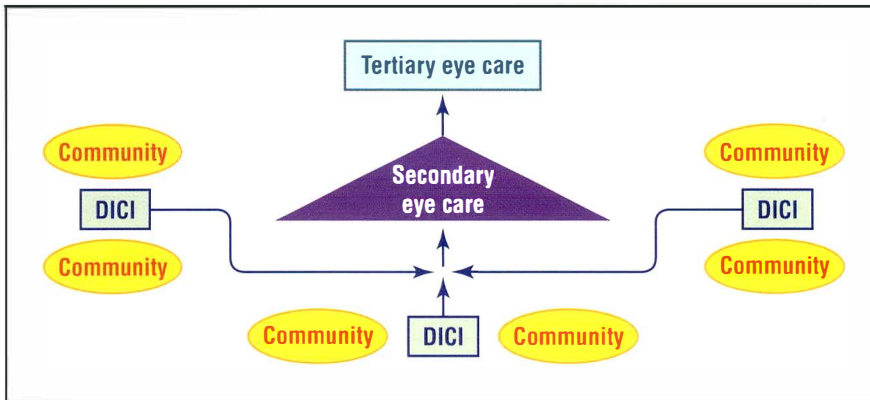 Tertiary eye care
Community
Community
Secondary
eye care
DICI
DICI
Community
Community
Community
DICI
Community